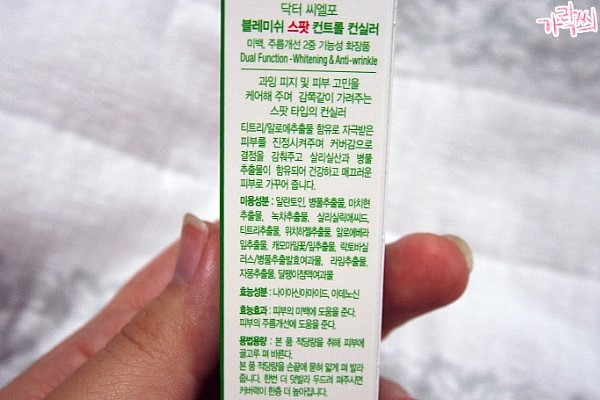 가락씨
닥터 씨엘포
블레미쉬 스팟 컨트롤 컨실러
미백, 주름개선 2중 기능성 화장품
Dual Function - Whitening & Anti-wrinkle
과잉 피지 및 피부 고민을
케어해 주며 감쪽같이 가려주는
스팟 타입의 컨실러
티트리/알로에추출물 함유로 자극받은
피부를 진정시켜주며 커버감으로
결점을 감춰주고 살리실산과 병풀
추출물이 함유되어 건강하고 매끄러운
피부로 가꾸어 줍니다.
미용성분 : 알란토인, 병풀추출물, 마치현
추출물, 녹차추출물, 살리실릭애씨드,
티트리추출물, 위치하젤추출물, 알로에베라
잎추출물, 캐모마일꽃/잎추출물, 락토바실
러스/병풀추출발효여과물, 라임추출물,
자몽추출물, 달팽이점액여과물
효능성분 : 나이아신아마이드, 아데노신
효능효과 : 피부의 미백에 도움을 준다.
피부의 주름개선에 도움을 준다.
용법용량 : 본 품 적당량을 취해 피부에
골고루 펴 바른다.
본 품 적당량을 손끝에 묻혀 얇게 펴 발라
줍니다. 한번 더 덧발라 두드려 펴주시면
커버력이 한층 더 높아집니다.